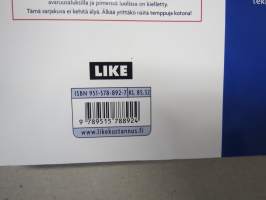 avaruusaluksilla ja pimeissä luolissa on kielletty.
Tämä sarjakuva ei kehitä älyä. Älkää yrittäkö näitä temppuja kotona!
LIKE
ISBN 951-578-892-7 KL 85.32
9 789515 788924
www.likekustannus.fi